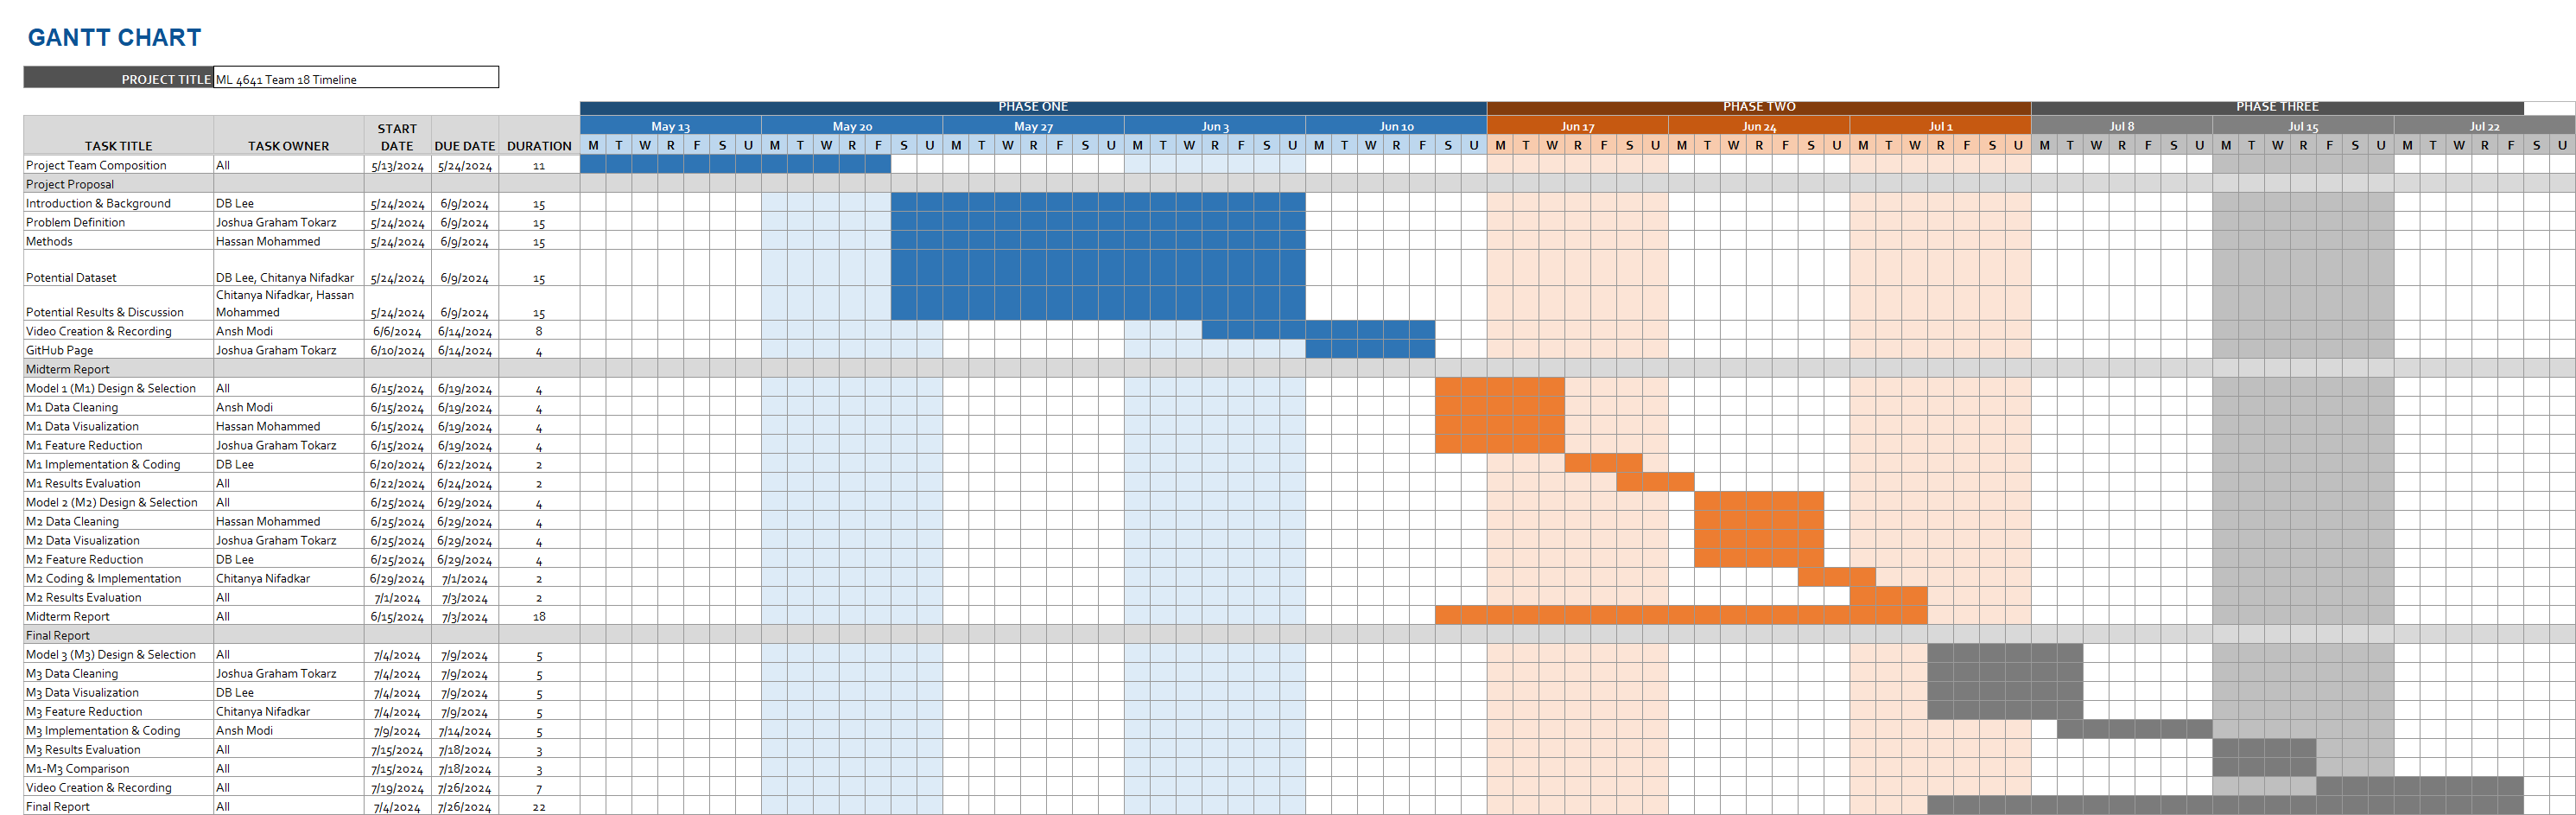 GANTT CHART
PROJECT TITLE ML 4641 Team 18 Timeline
PHASE ONE PHASE TWO PHASE THREE
May 13 May 20 May 27 Jun 3 Jun 10 Jun 17 Jun 24 Jul 1 Jul 8 Jul 15 Jul 22
TASK TITLE TASK OWNER START DATE DUE DATE DURATION M T W R F S U M T W R F S U M T W R F S U M T W R F S U M T W R F S U M T W R F S U M T W R F S U M T W R F S U M T W R F S U M T W R F S U M T W R F S U
Project Team Composition All 5/13/2024 5/24/2024 11
Project Proposal
Introduction & Background DB Lee 5/24/2024 6/9/2024 15
Problem Definition Joshua Graham Tokarz 5/24/2024 6/9/2024 15
Methods Hassan Mohammed 5/24/2024 6/9/2024 15
Potential Dataset DB Lee, Chitanya Nifadkar 5/24/2024 6/9/2024 15
Potential Results & Discussion Chitanya Nifadkar, Hassan Mohammed 5/24/2024 6/9/2024 15
Video Creation & Recording Ansh Modi 6/6/2024 6/14/2024 8
GitHub Page Joshua Graham Tokarz 6/10/2024 6/14/2024 4
Midterm Report
Model 1 (M1) Design & Selection All 6/15/2024 6/19/2024 4
M1 Data Cleaning Ansh Modi 6/15/2024 6/19/2024 4
M1 Data Visualization Hassan Mohammed 6/15/2024 6/19/2024 4
M1 Feature Reduction Joshua Graham Tokarz 6/15/2024 6/19/2024 4
M1 Implementation & Coding DB Lee 6/20/2024 6/22/2024 2
M1 Results Evaluation All 6/22/2024 6/24/2024 2
Model 2 (M2) Design & Selection All 6/25/2024 6/29/2024 4
M2 Data Cleaning Hassan Mohammed 6/25/2024 6/29/2024 4
M2 Data Visualization Joshua Graham Tokarz 6/25/2024 6/29/2024 4
M2 Feature Reduction DB Lee 6/25/2024 6/29/2024 4
M2 Coding & Implementation Chitanya Nifadkar 6/29/2024 7/1/2024 2
M2 Results Evaluation All 7/1/2024 7/3/2024 2
Midterm Report All 6/15/2024 7/3/2024 18
Final Report
Model 3 (M3) Design & Selection All 7/4/2024 7/9/2024 5
M3 Data Cleaning Joshua Graham Tokarz 7/4/2024 7/9/2024 5
M3 Data Visualization DB Lee 7/4/2024 7/9/2024 5
M3 Feature Reduction Chitanya Nifadkar 7/4/2024 7/9/2024 5
M3 Implementation & Coding Ansh Modi 7/9/2024 7/14/2024 5
M3 Results Evaluation All 7/15/2024 7/18/2024 3
M1-M3 Comparison All 7/15/2024 7/18/2024 3
Video Creation & Recording All 7/19/2024 7/26/2024 7
Final Report All 7/4/2024 7/26/2024 22